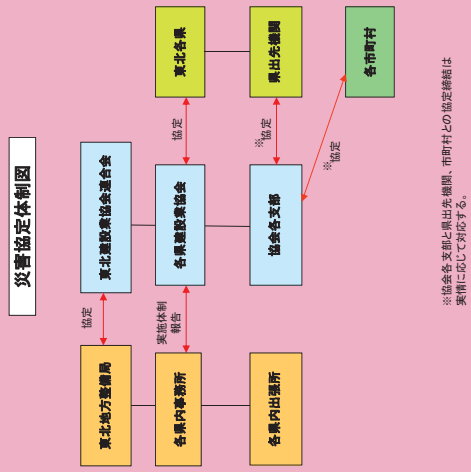 災害協定体制図
東北地方整備局
協定
東北建設業協会連合会
各県内事務所
実施体制
報告
各県建設業協会
協定
東北各県
各県内出張所
協会各支部
※協定
県出先機関
※協定
各市町村
※協会各支部と県出先機関、市町村との協定締結は
実情に応じて対応する。